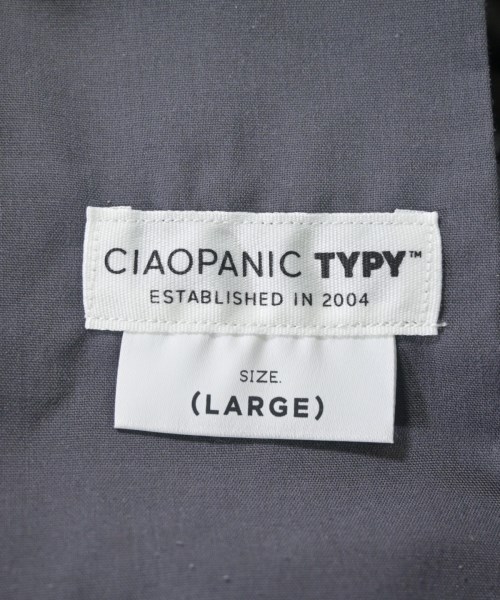 CIAOPANIC TYPY™
ESTABLISHED IN 2004
SIZE.
(LARGE)